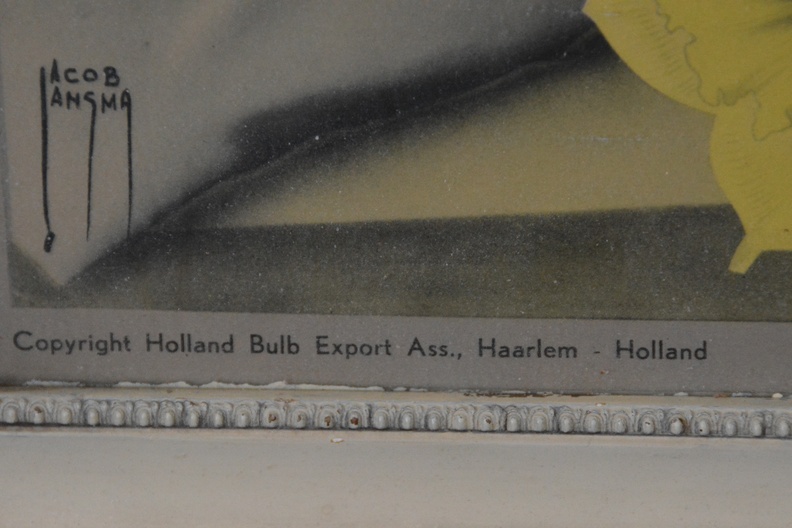 JACOB
JANSMA
Copyright Holland Bulb Export Ass., Haarlem - Holland